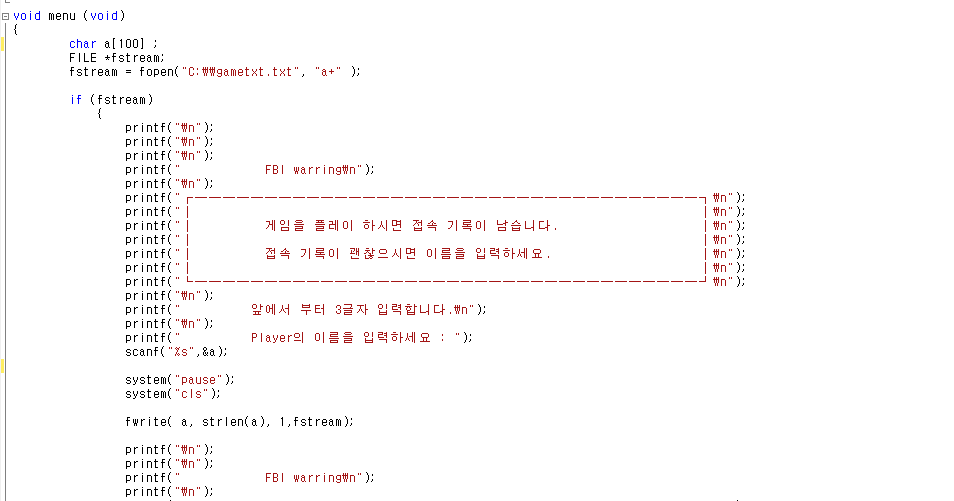 void menu (void)
{
char a[100] ;
FILE *fstream;
fstream = fopen("C:₩₩gametxt.txt", "a+" );
if (fstream)
{
printf("₩n");
printf("₩n");
printf("₩n");
printf("            FBI warring₩n");
printf("₩n");
printf(" ┌─────────────────────────────────────┐ ₩n");
printf(" │                                     │ ₩n");
printf(" │          게임을 플레이 하시면 접속 기록이 남습니다.                     │ ₩n");
printf(" │                                     │ ₩n");
printf(" │          접속 기록이 괜찮으시면 이름을 입력하세요.                      │ ₩n");
printf(" │                                     │ ₩n");
printf(" └─────────────────────────────────────┘ ₩n");
printf("₩n");
printf("          앞에서 부터 3글자 입력합니다.₩n");
printf("₩n");
printf("          Player의 이름을 입력하세요 : ");
scanf("%s",&a);
system("pause");
system("cls");
fwrite( a, strlen(a), 1,fstream);
printf("₩n");
printf("₩n");
printf("            FBI warring₩n");
printf("₩n");